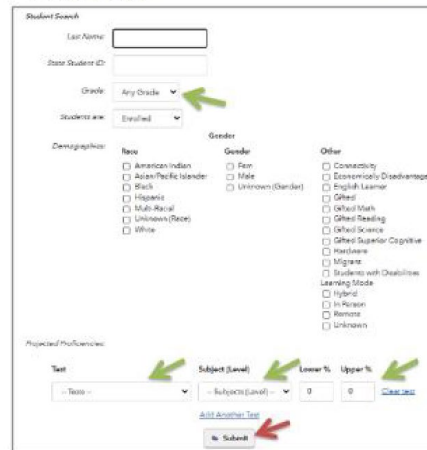 Student Search
Last Name:
State Student ID:
Grade: Any Grade
Students are: Enrolled
Gender
Demographics: Race Gender Other
American Indian Fem Connectivity
Asian/Pacific Islander Male Economically Disadvantage
Black Unknown (Gender) English Learner
Hispanic Gifted
Multi-Racial Gifted Math
Unknown (Race) Gifted Reading
White Gifted Science
Gifted Superior Cognitive
Hardware
Migrant
Students with Disabilities
Learning Mode
Hybrid
In Person
Remote
Unknown
Projected Proficiencies:
Test Subject (Level) Lower % Upper %
-- Tests -- -- Subjects (Level) -- 0 0 Clear test
Add Another Test
Submit